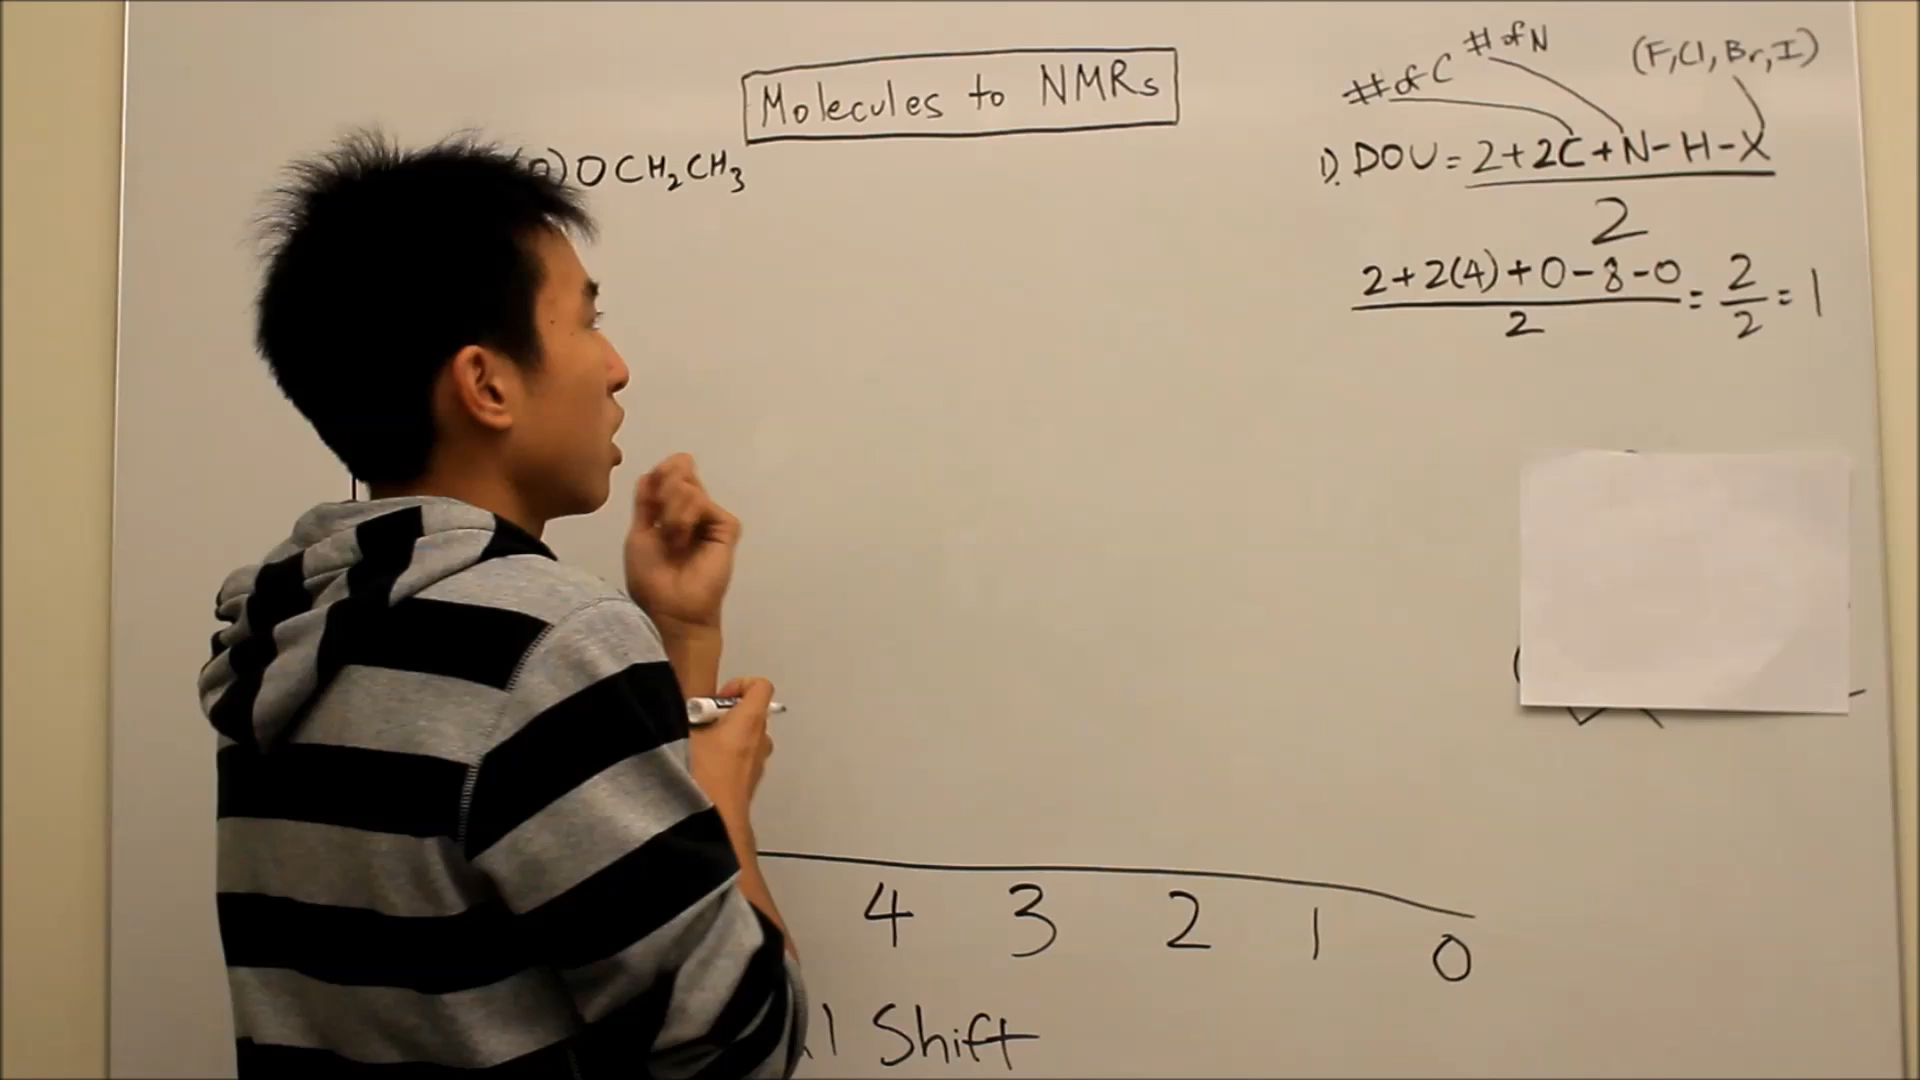 Molecules to NMRs
OCH₂CH₃
# of C # of N (F, Cl, Br, I)
1). DOU = 2+2C+N-H-X
2
2+2(4)+0-8-0 = 2 = 1
2 2
4 3 2 1 0
l Shift